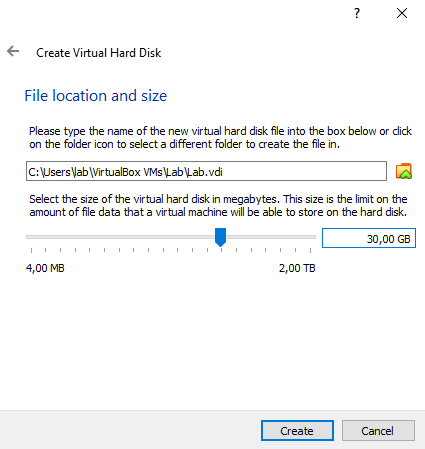 ?
Create Virtual Hard Disk
File location and size
Please type the name of the new virtual hard disk file into the box below or click
on the folder icon to select a different folder to create the file in.
C:\Users\lab\VirtualBox VMs\Lab\Lab.vdi
Select the size of the virtual hard disk in megabytes. This size is the limit on the
amount of file data that a virtual machine will be able to store on the hard disk.
30,00 GB
4,00 MB 2,00 TB
Create Cancel